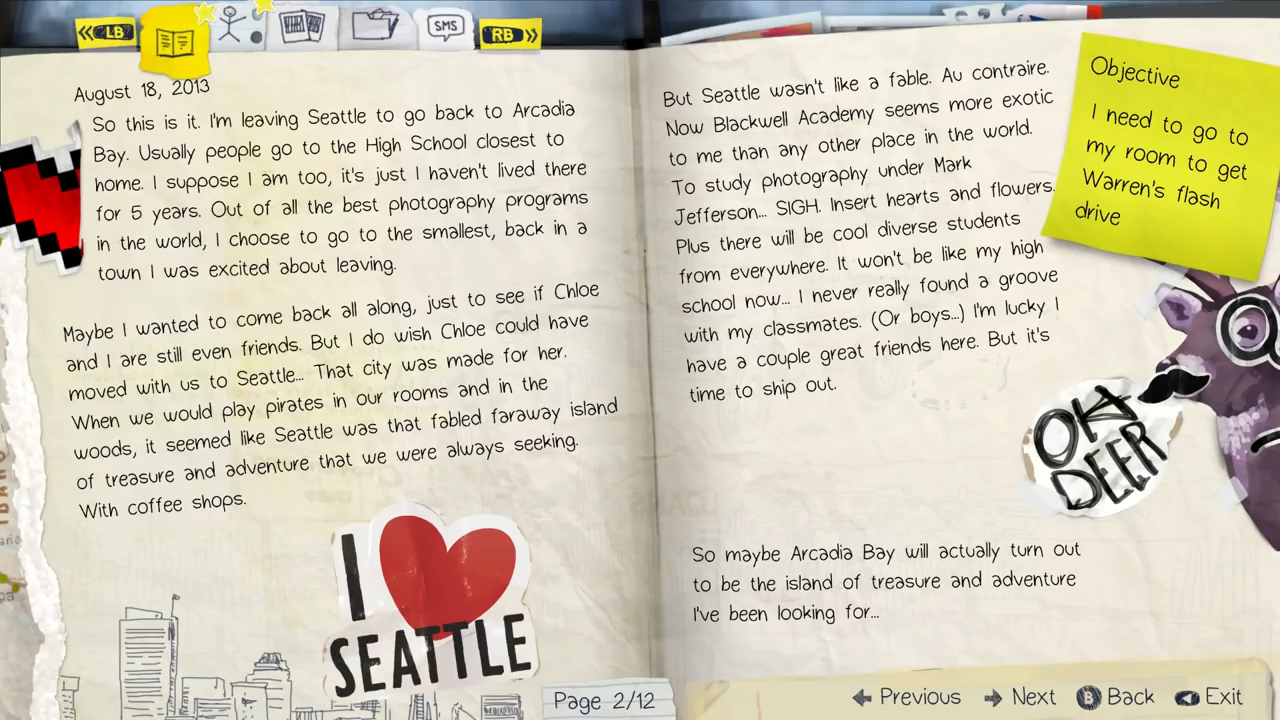 LB
SMS
RB
August 18, 2013
So this is it. I'm leaving Seattle to go back to Arcadia
Bay. Usually people go to the High School closest to
home. I suppose I am too, it's just I haven't lived there
for 5 years. Out of all the best photography programs
in the world, I choose to go to the smallest, back in a
town I was excited about leaving.
Maybe I wanted to come back all along, just to see if Chloe
and I are still even friends. But I do wish Chloe could have
moved with us to Seattle... That city was made for her.
When we would play pirates in our rooms and in the
woods, it seemed like Seattle was that fabled faraway island
of treasure and adventure that we were always seeking.
With coffee shops.
I
SEATTLE
But Seattle wasn't like a fable. Au contraire.
Now Blackwell Academy seems more exotic
to me than any other place in the world.
To study photography under Mark
Jefferson... SIGH. Insert hearts and flowers.
Plus there will be cool diverse students
from everywhere. It won't be like my high
school now... I never really found a groove
with my classmates. (Or boys...) I'm lucky I
have a couple great friends here. But it's
time to ship out.
So maybe Arcadia Bay will actually turn out
to be the island of treasure and adventure
I've been looking for...
Objective
I need to go to
my room to get
Warren's flash
drive
OH
DEER
Page 2/12
Previous
Next
B Back
Exit